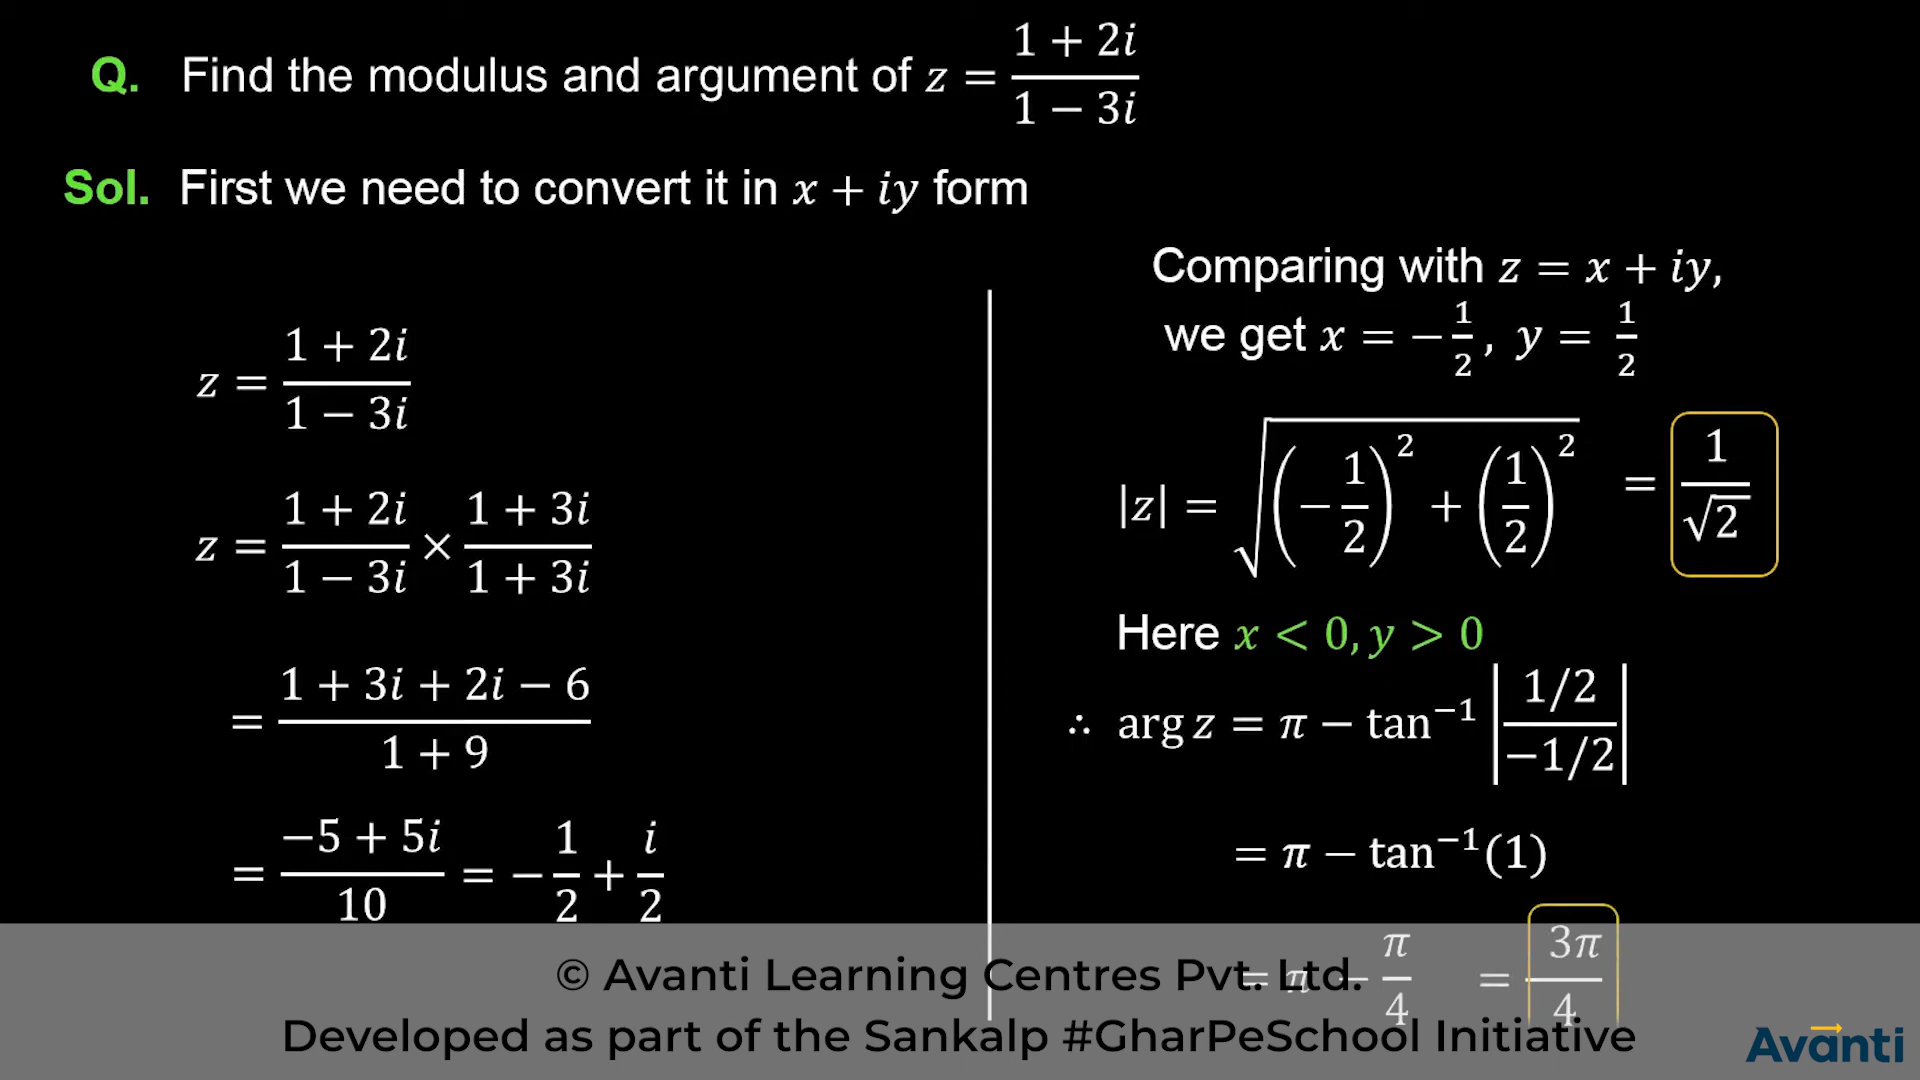 Q. Find the modulus and argument of z = (1 + 2i)/(1 − 3i)
Sol. First we need to convert it in x + iy form
z = (1 + 2i)/(1 − 3i)
z = (1 + 2i)/(1 − 3i) × (1 + 3i)/(1 + 3i)
= (1 + 3i + 2i − 6)/(1 + 9)
= (−5 + 5i)/10 = −1/2 + i/2
Comparing with z = x + iy,
we get x = −1/2, y = 1/2
|z| = √((−1/2)² + (1/2)²) = 1/√2
Here x < 0, y > 0
∴ arg z = π − tan⁻¹ |(1/2)/(−1/2)|
= π − tan⁻¹(1)
= π − π/4 = 3π/4
© Avanti Learning Centres Pvt. Ltd.
Developed as part of the Sankalp #GharPeSchool Initiative
Avanti